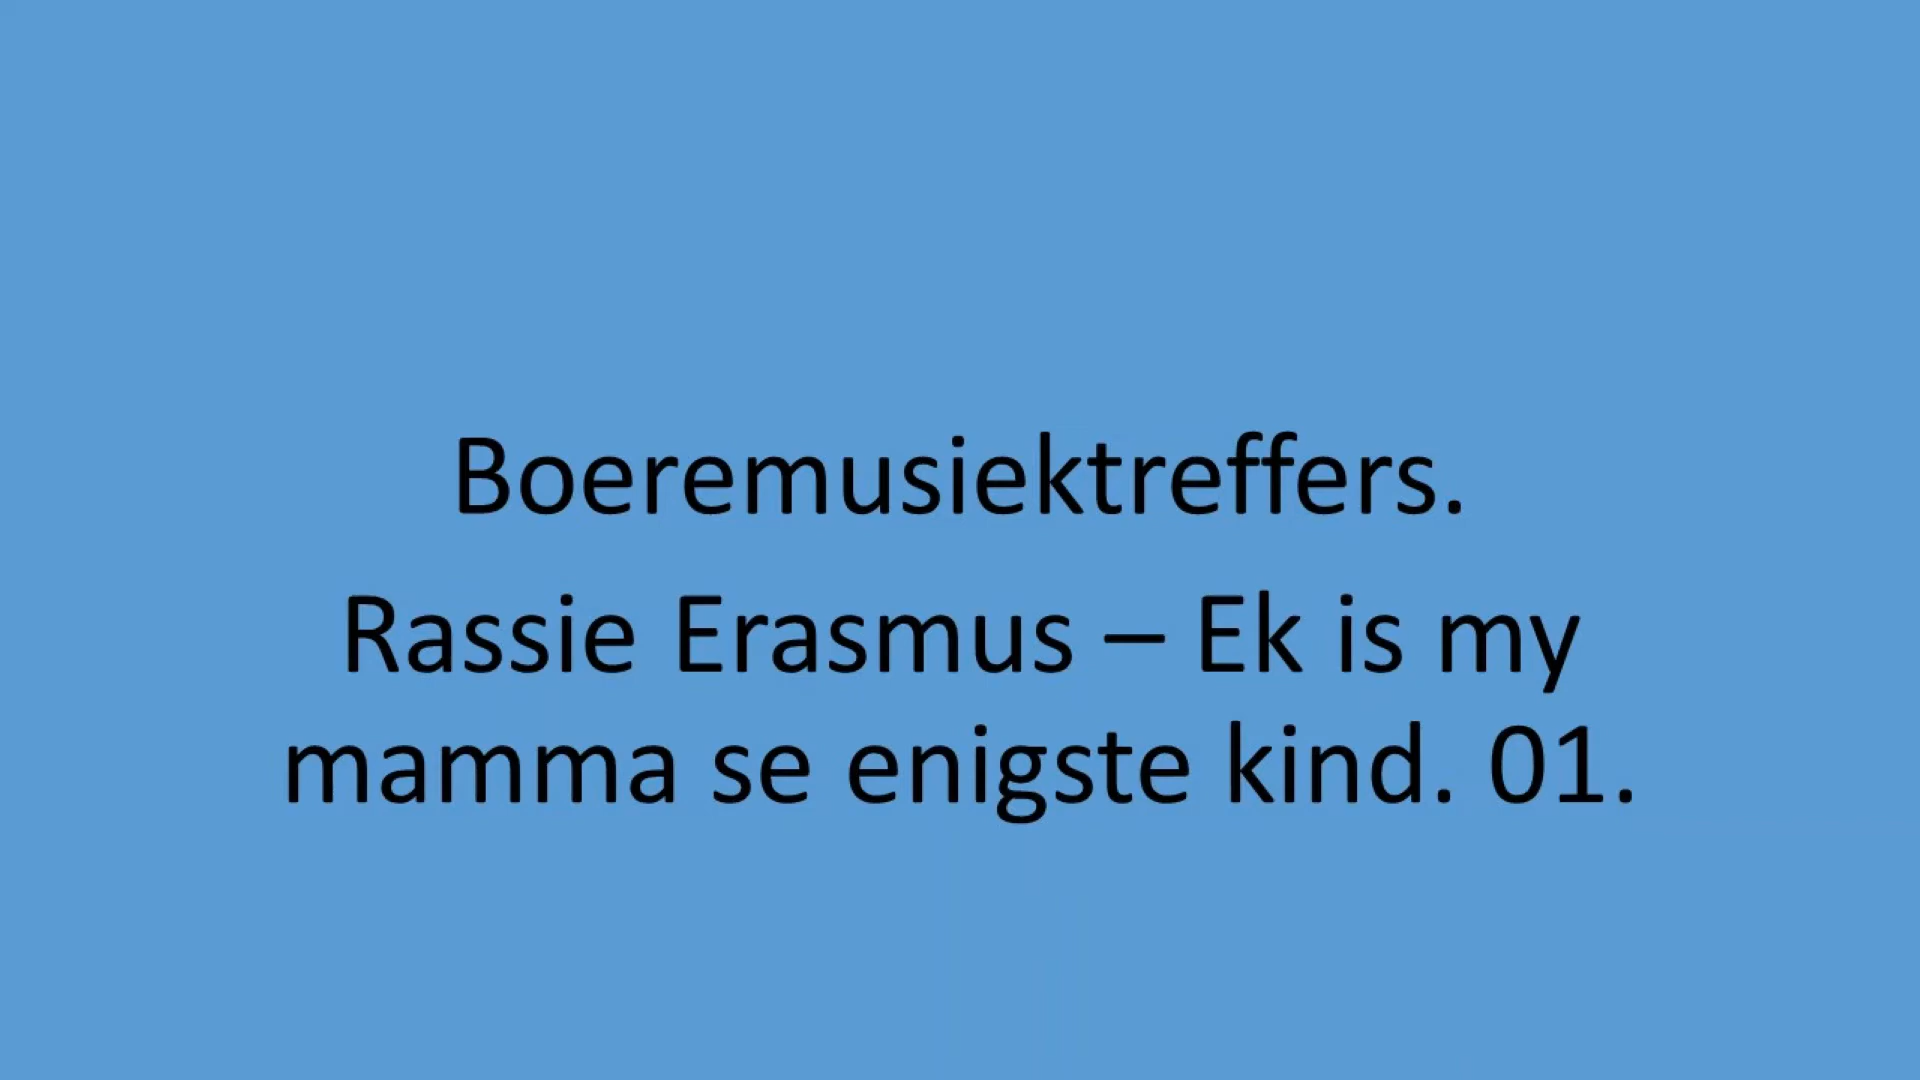 Boeremusiektreffers.
Rassie Erasmus – Ek is my
mamma se enigste kind. 01.